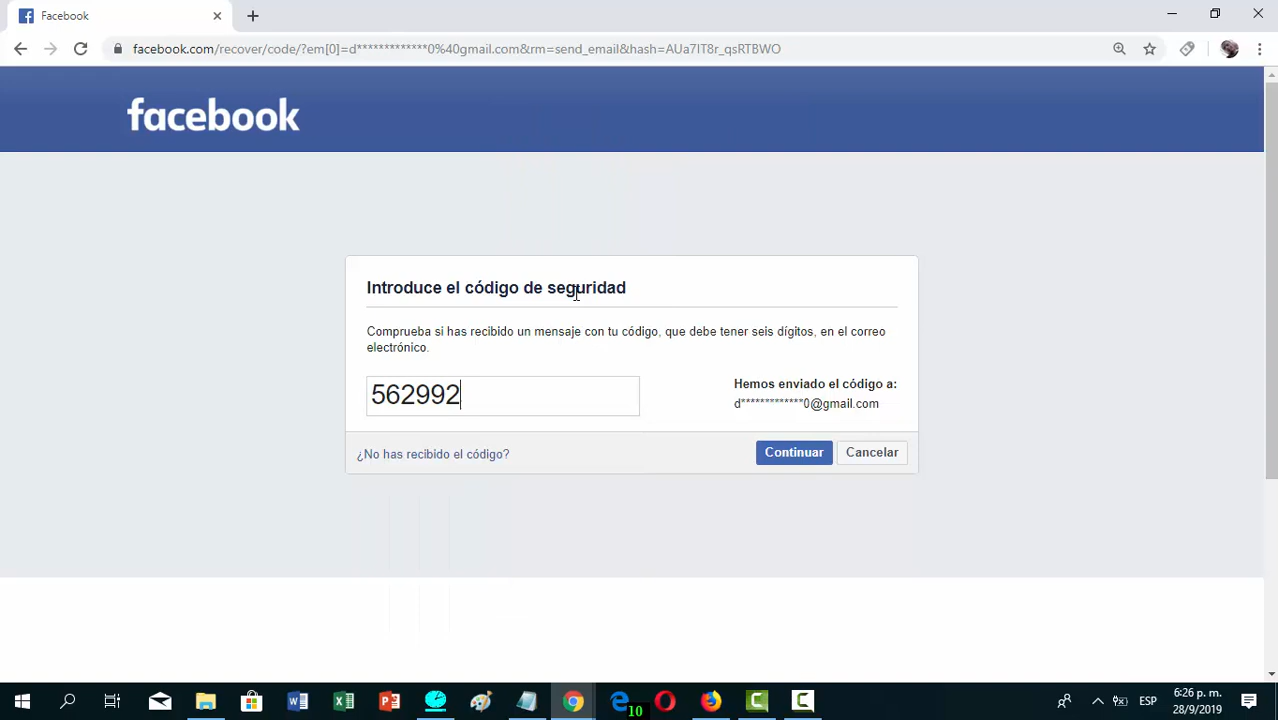 Facebook
facebook.com/recover/code/?em[0]=d*************0%40gmail.com&rm=send_email&hash=AUa7IT8r_qsRTBWO
facebook
Introduce el código de seguridad
Comprueba si has recibido un mensaje con tu código, que debe tener seis dígitos, en el correo
electrónico.
562992
Hemos enviado el código a:
d*************0@gmail.com
¿No has recibido el código?
Continuar
Cancelar
10
ESP
6:26 p. m.
28/9/2019